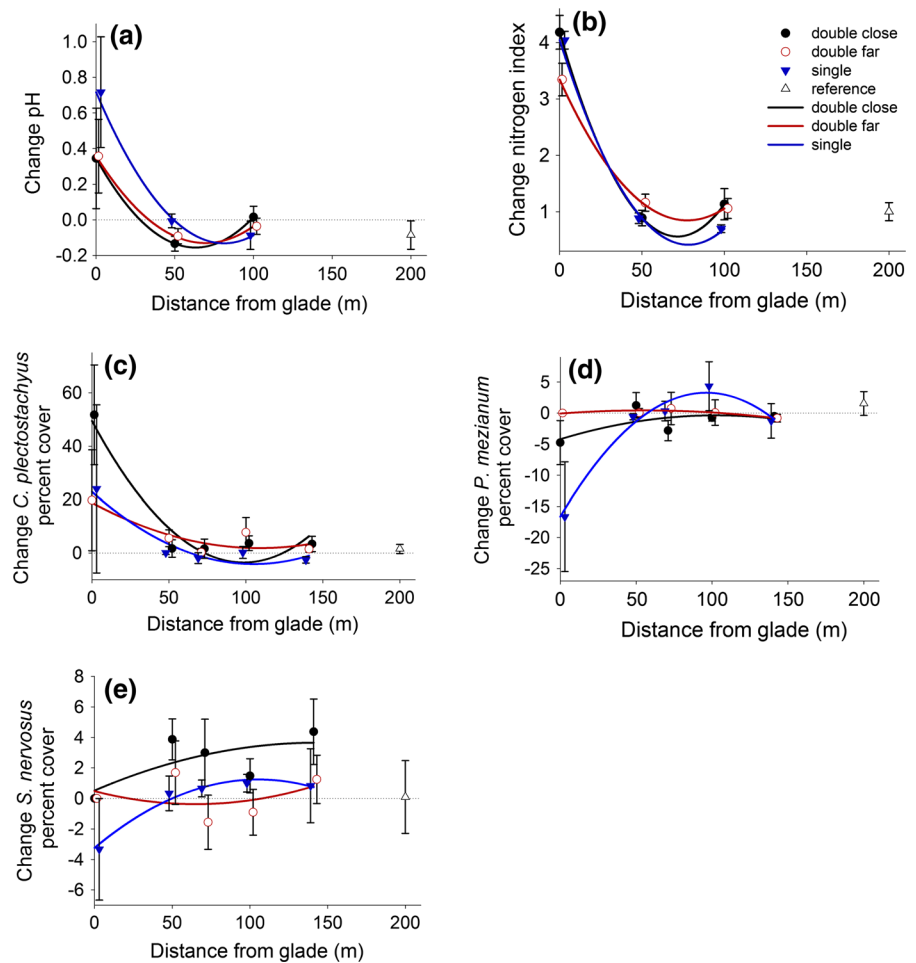 (a)
Change pH
1.0
0.8
0.6
0.4
0.2
0.0
-0.2
0 50 100 150 200
Distance from glade (m)
(b)
Change nitrogen index
4
3
2
1
0 50 100 150 200
Distance from glade (m)
double close
double far
single
reference
double close
double far
single
(c)
Change C. plectostachyus
percent cover
60
40
20
0
0 50 100 150 200
Distance from glade (m)
(d)
Change P. mezianum
percent cover
5
0
-5
-10
-15
-20
-25
0 50 100 150 200
Distance from glade (m)
(e)
Change S. nervosus
percent cover
8
6
4
2
0
-2
-4
-6
0 50 100 150 200
Distance from glade (m)